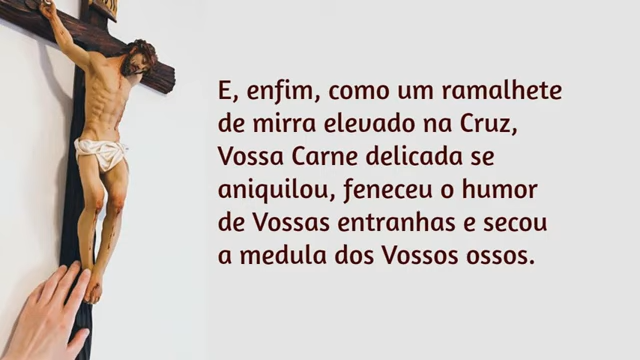 E, enfim, como um ramalhete
de mirra elevado na Cruz,
Vossa Carne delicada se
aniquilou, feneceu o humor
de Vossas entranhas e secou
a medula dos Vossos ossos.